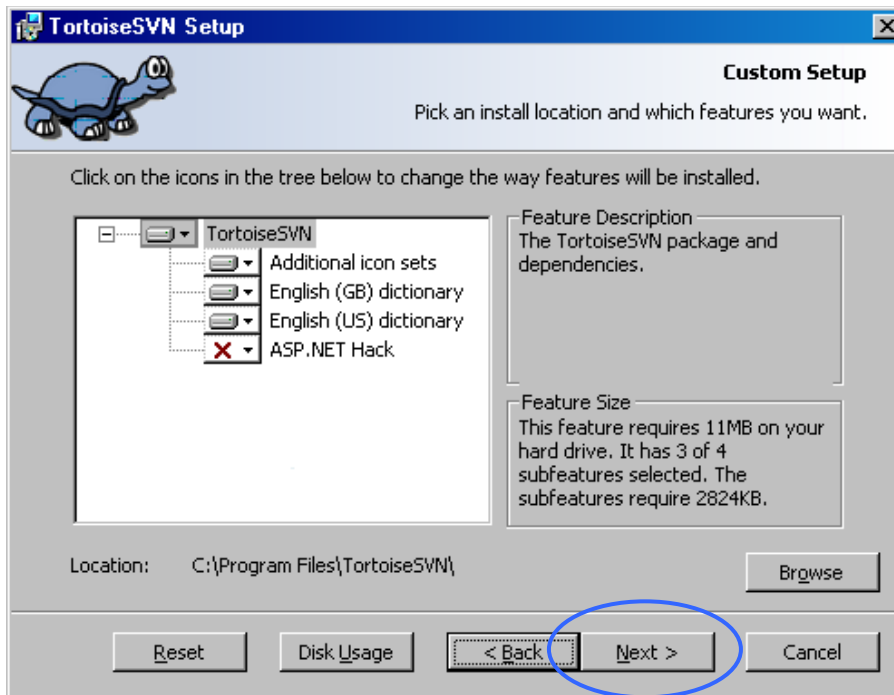 TortoiseSVN Setup
Custom Setup
Pick an install location and which features you want.
Click on the icons in the tree below to change the way features will be installed.
TortoiseSVN
Additional icon sets
English (GB) dictionary
English (US) dictionary
ASP.NET Hack
Feature Description
The TortoiseSVN package and
dependencies.
Feature Size
This feature requires 11MB on your
hard drive. It has 3 of 4
subfeatures selected. The
subfeatures require 2824KB.
Location: C:\Program Files\TortoiseSVN\
Browse
Reset Disk Usage < Back Next > Cancel